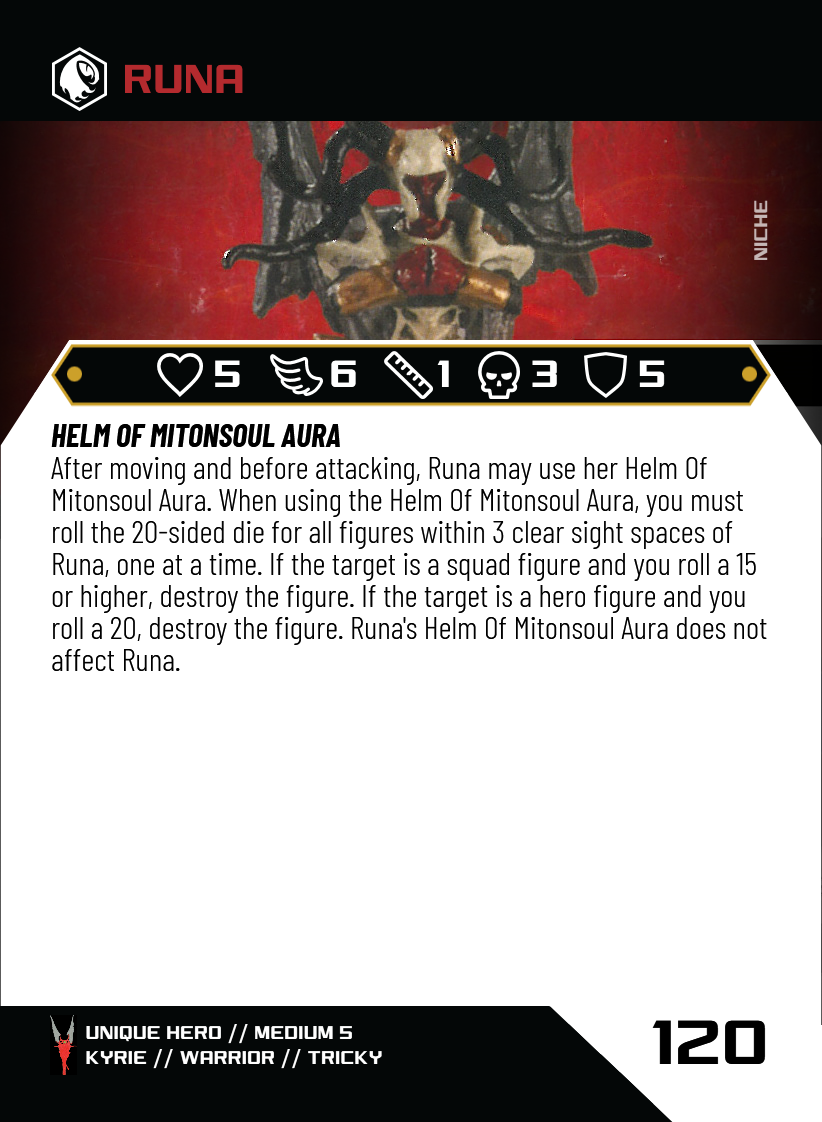 RUNA
NICHE
5 6 1 3 5
HELM OF MITONSOUL AURA
After moving and before attacking, Runa may use her Helm Of
Mitonsoul Aura. When using the Helm Of Mitonsoul Aura, you must
roll the 20-sided die for all figures within 3 clear sight spaces of
Runa, one at a time. If the target is a squad figure and you roll a 15
or higher, destroy the figure. If the target is a hero figure and you
roll a 20, destroy the figure. Runa's Helm Of Mitonsoul Aura does not
affect Runa.
UNIQUE HERO // MEDIUM 5
KYRIE // WARRIOR // TRICKY
120